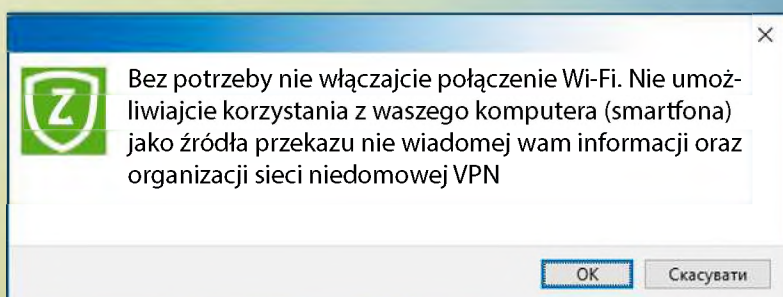 Z
Bez potrzeby nie włączajcie połączenie Wi-Fi. Nie umoż-
liwiajcie korzystania z waszego komputera (smartfona)
jako źródła przekazu nie wiadomej wam informacji oraz
organizacji sieci niedomowej VPN
OK Скасувати